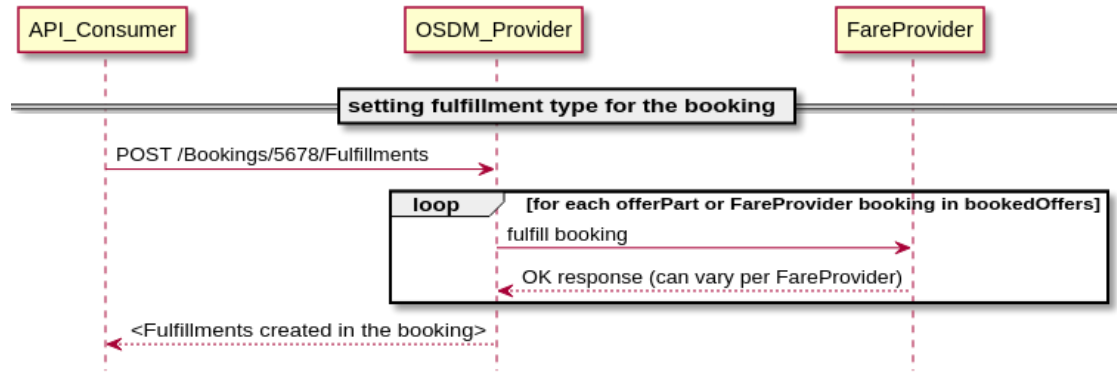 API_Consumer
OSDM_Provider
FareProvider
setting fulfillment type for the booking
POST /Bookings/5678/Fulfillments
loop
[for each offerPart or FareProvider booking in bookedOffers]
fulfill booking
OK response (can vary per FareProvider)
<Fulfillments created in the booking>